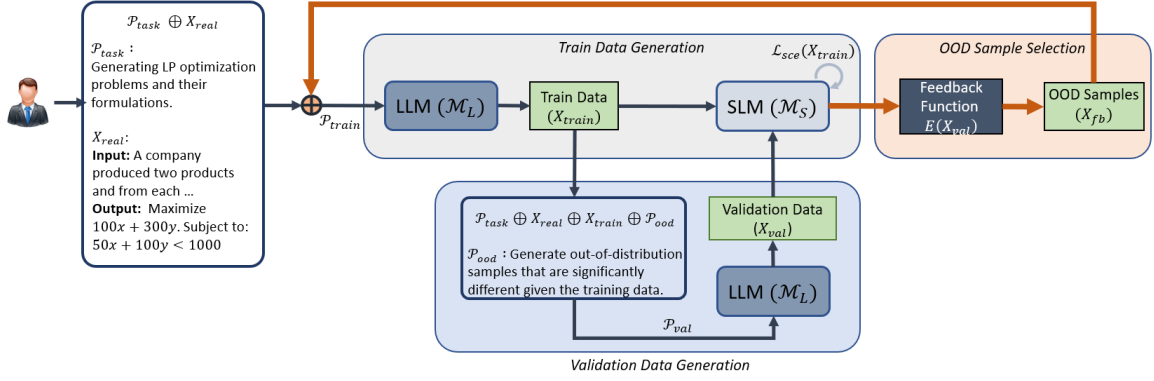 𝒫_task ⊕ X_real
𝒫_task :
Generating LP optimization
problems and their
formulations.
X_real:
Input: A company
produced two products
and from each ...
Output: Maximize
100x + 300y. Subject to:
50x + 100y < 1000
𝒫_train
Train Data Generation
LLM (ℳ_L)
Train Data
(X_train)
ℒ_sce(X_train)
SLM (ℳ_S)
OOD Sample Selection
Feedback
Function
E(X_val)
OOD Samples
(X_fb)
𝒫_task ⊕ X_real ⊕ X_train ⊕ 𝒫_ood
𝒫_ood : Generate out-of-distribution
samples that are significantly
different given the training data.
𝒫_val
Validation Data
(X_val)
LLM (ℳ_L)
Validation Data Generation